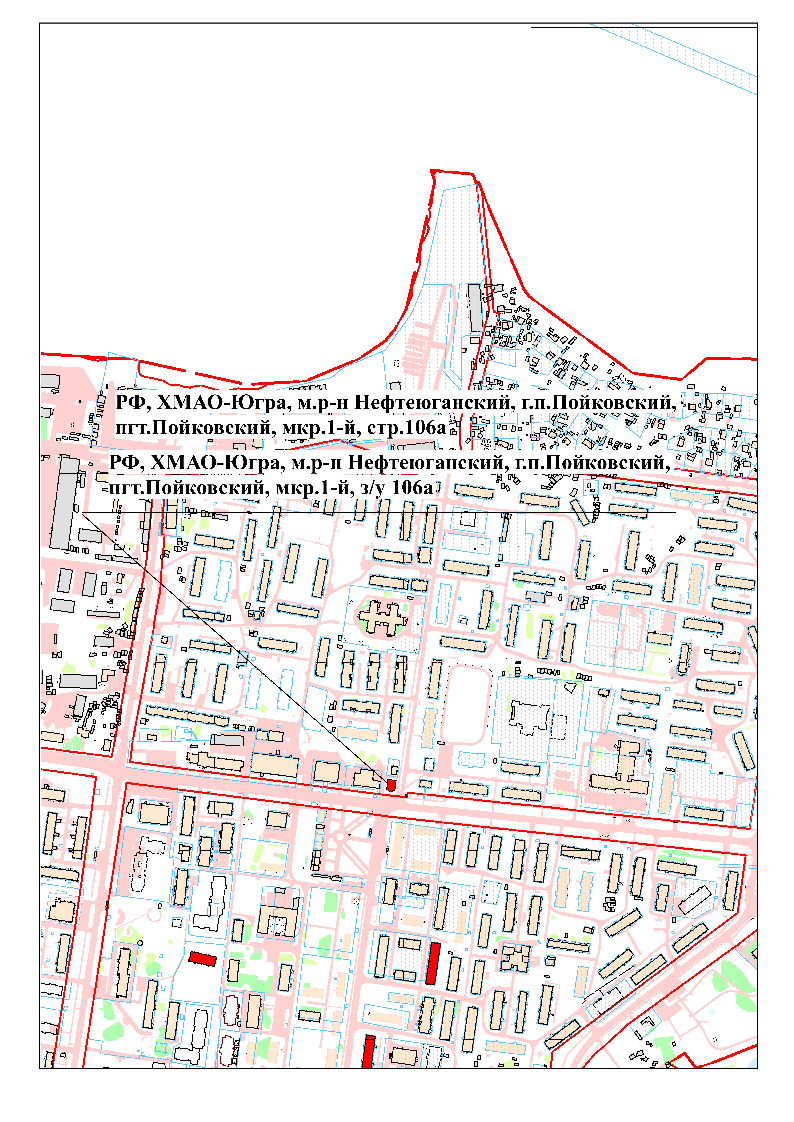 РФ, ХМАО-Югра, м.р-н Нефтеюганский, г.п.Пойковский,
пгт.Пойковский, мкр.1-й, стр.106а
РФ, ХМАО-Югра, м.р-н Нефтеюганский, г.п.Пойковский,
пгт.Пойковский, мкр.1-й, з/у 106а